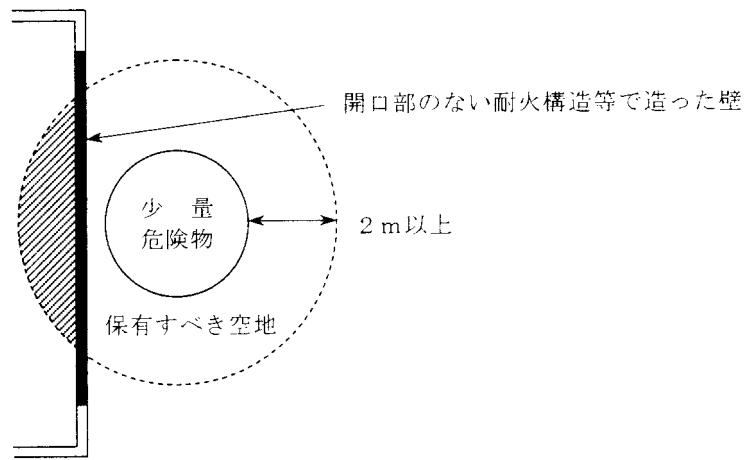 開口部のない耐火構造等で造った壁
少量
危険物
2m以上
保有すべき空地